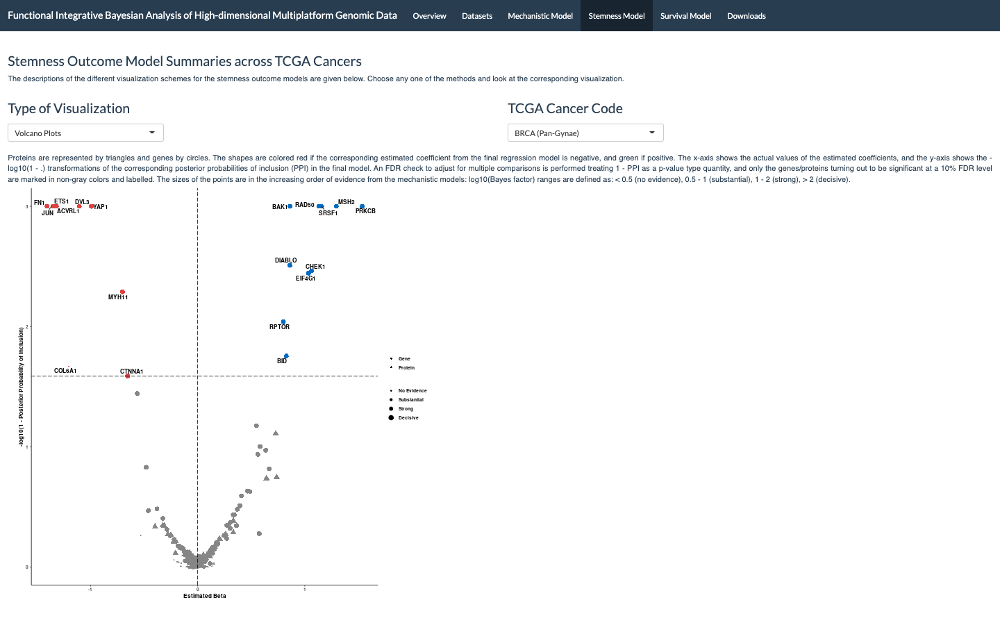 Functional Integrative Bayesian Analysis of High-dimensional Multiplatform Genomic Data Overview Datasets Mechanistic Model Stemness Model Survival Model Downloads
Stemness Outcome Model Summaries across TCGA Cancers
The descriptions of the different visualization schemes for the stemness outcome models are given below. Choose any one of the methods and look at the corresponding visualization.
Type of Visualization
Volcano Plots
TCGA Cancer Code
BRCA (Pan-Gynae)
Proteins are represented by triangles and genes by circles. The shapes are colored red if the corresponding estimated coefficient from the final regression model is negative, and green if positive. The x-axis shows the actual values of the estimated coefficients, and the y-axis shows the -
log10(1 - .) transformations of the corresponding posterior probabilities of inclusion (PPI) in the final model. An FDR check to adjust for multiple comparisons is performed treating 1 - PPI as a p-value type quantity, and only the genes/proteins turning out to be significant at a 10% FDR level
are marked in non-gray colors and labelled. The sizes of the points are in the increasing order of evidence from the mechanistic models: log10(Bayes factor) ranges are defined as: < 0.5 (no evidence), 0.5 - 1 (substantial), 1 - 2 (strong), > 2 (decisive).
-log10(1 - Posterior Probability of Inclusion)
3
2
1
0
FN1
ETS1
DVL3
YAP1
JUN
ACVRL1
BAK1
RAD50
MSH2
SRSF1
PRKCB
DIABLO
CHEK1
EIF4G1
MYH11
RPTOR
BID
COL6A1
CTNNA1
Gene
Protein
No Evidence
Substantial
Strong
Decisive
-1
0
1
Estimated Beta